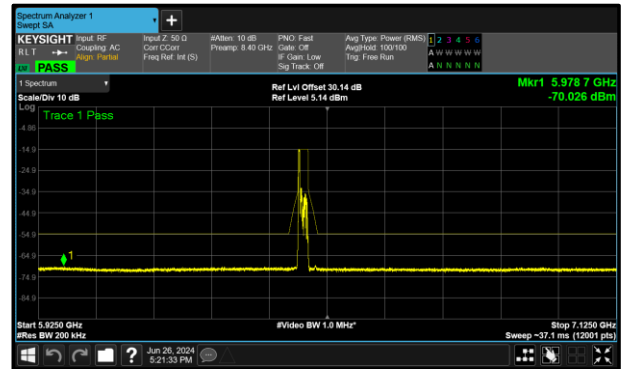 Spectrum Analyzer 1
Swept SA
+
KEYSIGHT Input: RF
RLT Coupling: AC
Align: Partial
PASS
Input Z: 50 Ω
Corr CCorr
Freq Ref: Int (S)
#Atten: 10 dB
Preamp: 8.40 GHz
PNO: Fast
Gate: Off
IF Gain: Low
Sig Track: Off
Avg Type: Power (RMS)
Avg|Hold: 100/100
Trig: Free Run
1 2 3 4 5 6
A W W W W W
A N N N N N
1 Spectrum
Scale/Div 10 dB
Ref Lvl Offset 30.14 dB
Ref Level 5.14 dBm
Mkr1 5.978 7 GHz
-70.026 dBm
Log
Trace 1 Pass
-4.86
-14.9
-24.9
-34.9
-44.9
-54.9
-64.9
1
-74.9
-84.9
Start 5.9250 GHz
#Res BW 200 kHz
#Video BW 1.0 MHz*
Stop 7.1250 GHz
Sweep ~37.1 ms (12001 pts)
?
Jun 26, 2024
5:21:33 PM